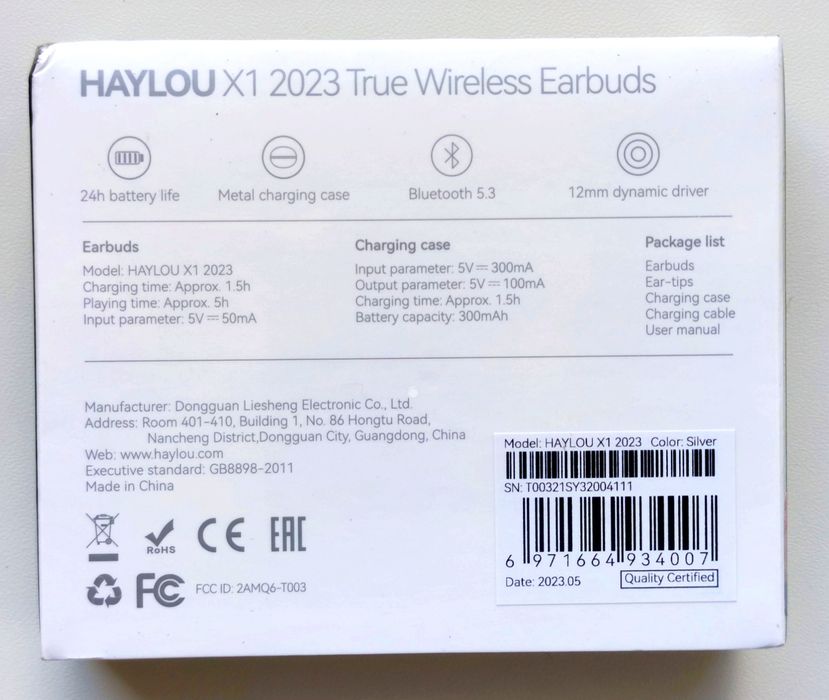 HAYLOU X1 2023 True Wireless Earbuds
24h battery life
Metal charging case
Bluetooth 5.3
12mm dynamic driver
Earbuds
Model: HAYLOU X1 2023
Charging time: Approx. 1.5h
Playing time: Approx. 5h
Input parameter: 5V⎓50mA
Charging case
Input parameter: 5V⎓300mA
Output parameter: 5V⎓100mA
Charging time: Approx. 1.5h
Battery capacity: 300mAh
Package list
Earbuds
Ear-tips
Charging case
Charging cable
User manual
Manufacturer: Dongguan Liesheng Electronic Co., Ltd.
Address: Room 401-410, Building 1, No. 86 Hongtu Road,
Nancheng District,Dongguan City, Guangdong, China
Web: www.haylou.com
Executive standard: GB8898-2011
Made in China
RoHS
CE
EAC
FC
FCC ID: 2AMQ6-T003
Model: HAYLOU X1 2023 Color: Silver
SN: T00321SY32004111
6 971664 934007
Date: 2023.05
Quality Certified